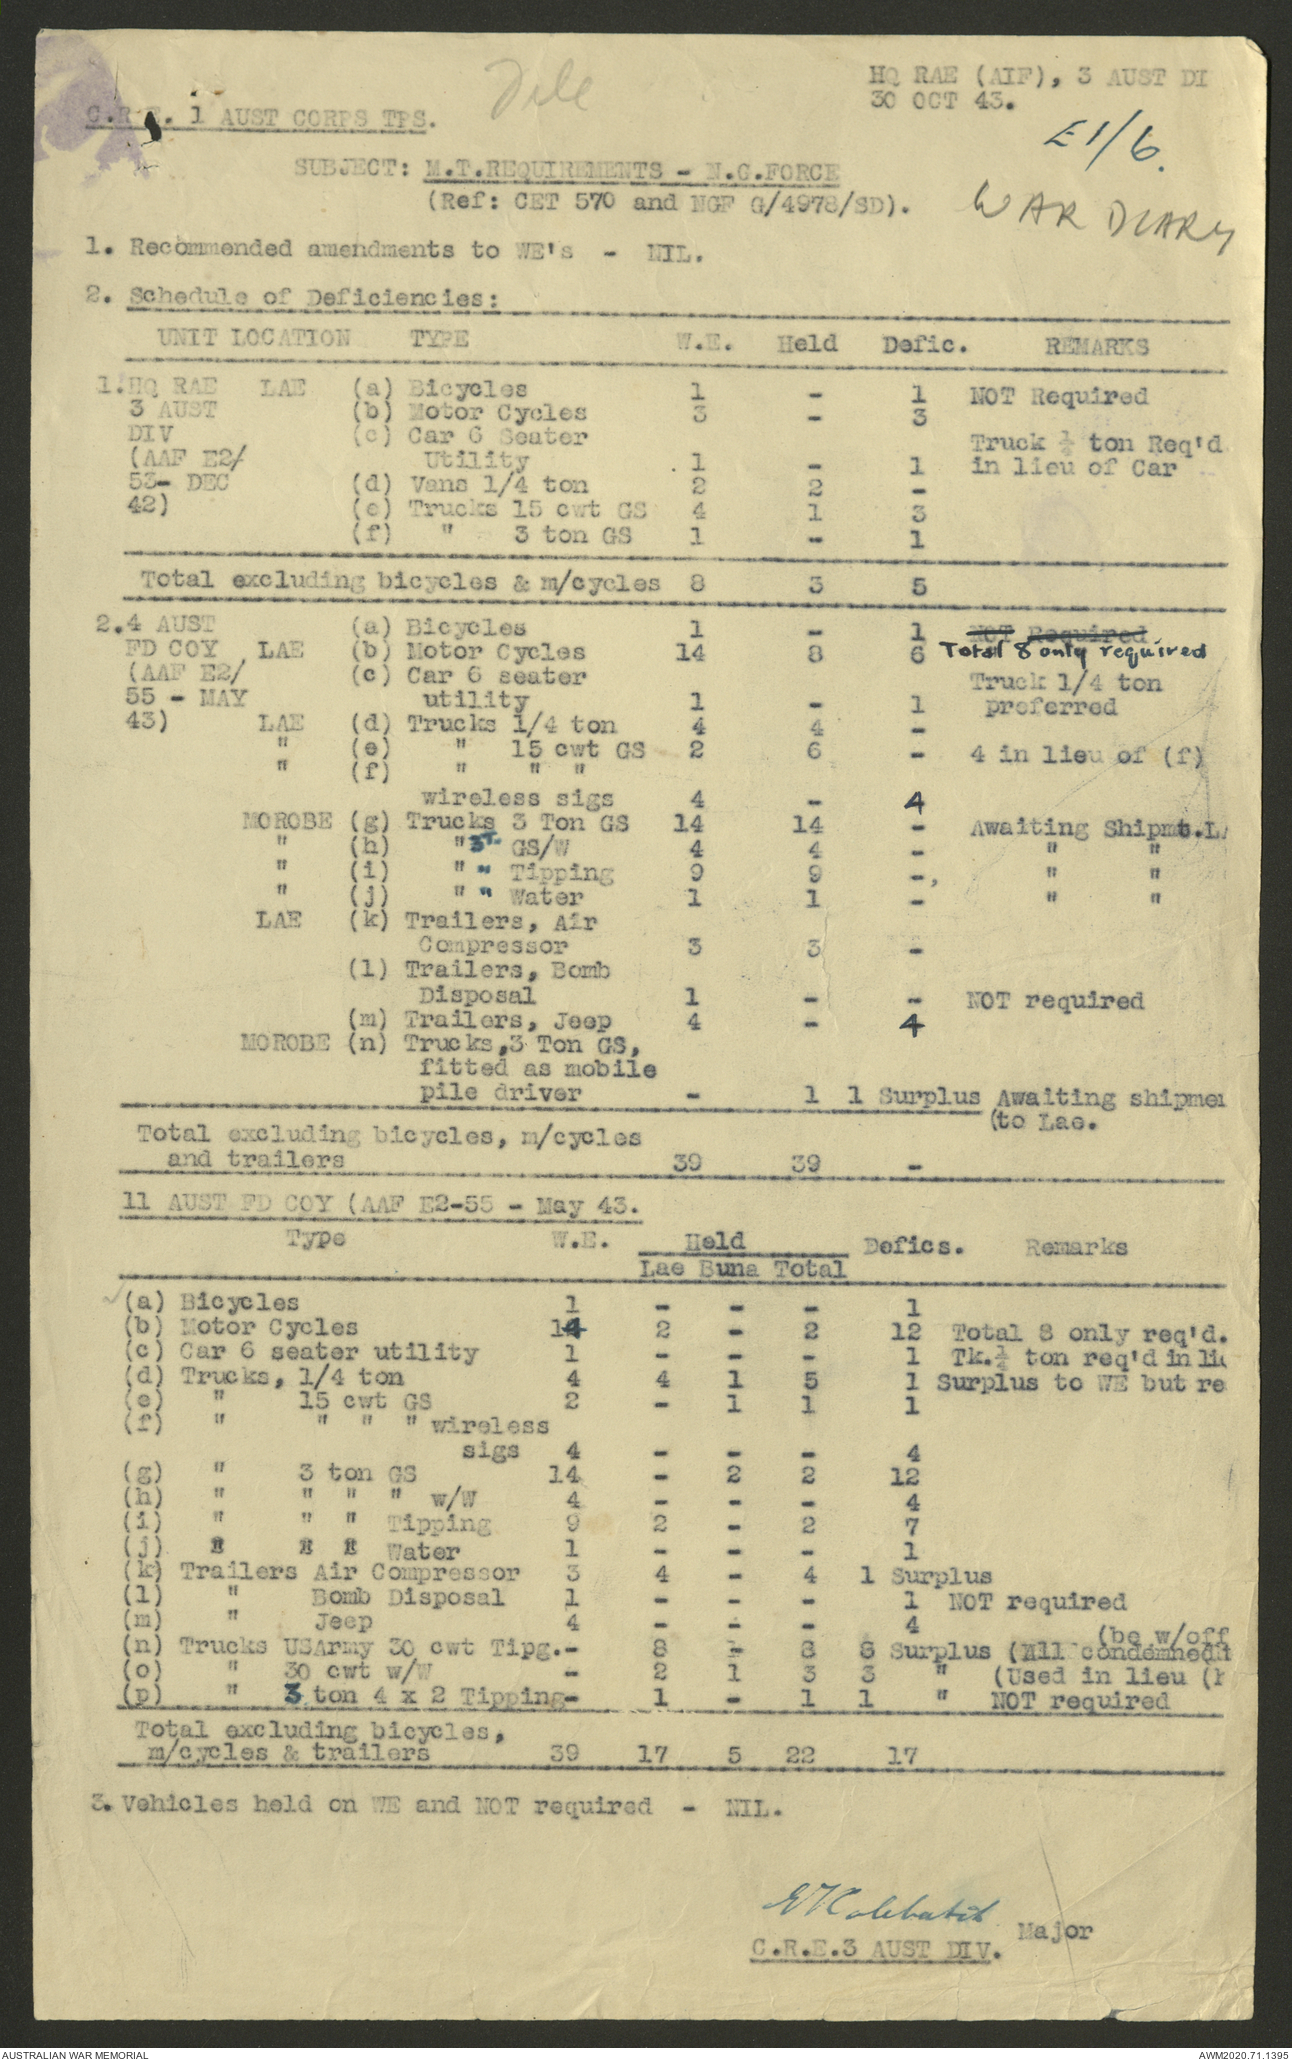 File
HQ RAE (AIF), 3 AUST DI
30 OCT 43.
C.R.E. 1 AUST CORPS TPS.
E1/6.
SUBJECT: M.T.REQUIREMENTS - N.G.FORCE
(Ref: CET 570 and NGF G/4978/SD).
WAR DIARY
1. Recommended amendments to WE's - NIL.
2. Schedule of Deficiencies:
UNIT LOCATION TYPE W.E. Held Defic. REMARKS
1.HQ RAE LAE (a) Bicycles 1 - 1 NOT Required
3 AUST (b) Motor Cycles 3 - 3
DIV (c) Car 6 Seater Truck ½ ton Req'd
(AAF E2/ Utility 1 - 1 in lieu of Car
53- DEC (d) Vans 1/4 ton 2 2 -
42) (e) Trucks 15 cwt GS 4 1 3
(f) " 3 ton GS 1 - 1
Total excluding bicycles & m/cycles 8 3 5
2.4 AUST (a) Bicycles 1 - 1 NOT Required
FD COY LAE (b) Motor Cycles 14 8 6 Total 8 only required
(AAF E2/ (c) Car 6 seater Truck 1/4 ton
55 - MAY utility 1 - 1 preferred
43) LAE (d) Trucks 1/4 ton 4 4 -
" (e) " 15 cwt GS 2 6 - 4 in lieu of (f)
" (f) " " "
wireless sigs 4 - 4
MOROBE (g) Trucks 3 Ton GS 14 14 - Awaiting Shipmt.LA
" (h) " 3T- GS/W 4 4 - " "
" (i) " " Tipping 9 9 -, " "
" (j) " " Water 1 1 - " "
LAE (k) Trailers, Air
Compressor 3 3 -
(l) Trailers, Bomb
Disposal 1 - - NOT required
(m) Trailers, Jeep 4 - 4
MOROBE (n) Trucks,3 Ton GS,
fitted as mobile
pile driver - 1 1 Surplus Awaiting shipmen
(to Lae.
Total excluding bicycles, m/cycles
and trailers 39 39 -
11 AUST FD COY (AAF E2-55 - May 43.
Type W.E. Held Defics. Remarks
Lae Buna Total
(a) Bicycles 1 - - - 1
(b) Motor Cycles 14 2 - 2 12 Total 8 only req'd.
(c) Car 6 seater utility 1 - - - 1 Tk.½ ton req'd in lie
(d) Trucks, 1/4 ton 4 4 1 5 1 Surplus to WE but re
(e) " 15 cwt GS 2 - 1 1 1
(f) " " " " wireless
sigs 4 - - - 4
(g) " 3 ton GS 14 - 2 2 12
(h) " " " " w/W 4 - - - 4
(i) " " " Tipping 9 2 - 2 7
(j) " " " Water 1 - - - 1
(k) Trailers Air Compressor 3 4 - 4 1 Surplus
(l) " Bomb Disposal 1 - - - 1 NOT required
(m) " Jeep 4 - - - 4
(be w/off
(n) Trucks USArmy 30 cwt Tipg.- 8 - 8 8 Surplus (All condemned
(o) " 30 cwt w/W - 2 1 3 3 " (Used in lieu (h
(p) " 3 ton 4 x 2 Tipping- 1 - 1 1 " NOT required
Total excluding bicycles,
m/cycles & trailers 39 17 5 22 17
3. Vehicles held on WE and NOT required - NIL.
Major
C.R.E.3 AUST DIV.
AUSTRALIAN WAR MEMORIAL
AWM2020.71.1395